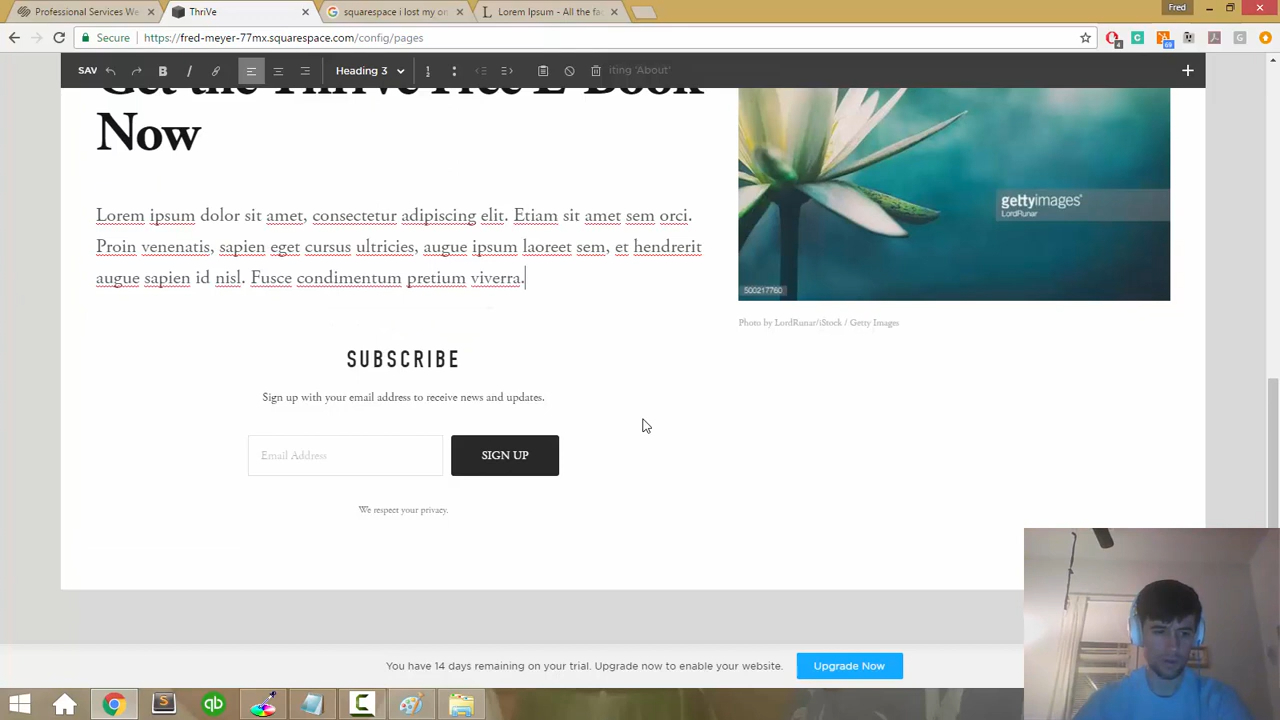 Professional Services We
ThriVe
squarespace i lost my or
Lorem Ipsum - All the fa
Fred
Secure
https://fred-meyer-77mx.squarespace.com/config/pages
SAV
B
Heading 3
iting 'About'
Get the ThriVe Free E-Book
Now
Lorem ipsum dolor sit amet, consectetur adipiscing elit. Etiam sit amet sem orci.
Proin venenatis, sapien eget cursus ultricies, augue ipsum laoreet sem, et hendrerit
augue sapien id nisl. Fusce condimentum pretium viverra.
gettyimages®
LordRunar
500217760
Photo by LordRunar/iStock / Getty Images
SUBSCRIBE
Sign up with your email address to receive news and updates.
Email Address
SIGN UP
We respect your privacy.
You have 14 days remaining on your trial. Upgrade now to enable your website.
Upgrade Now